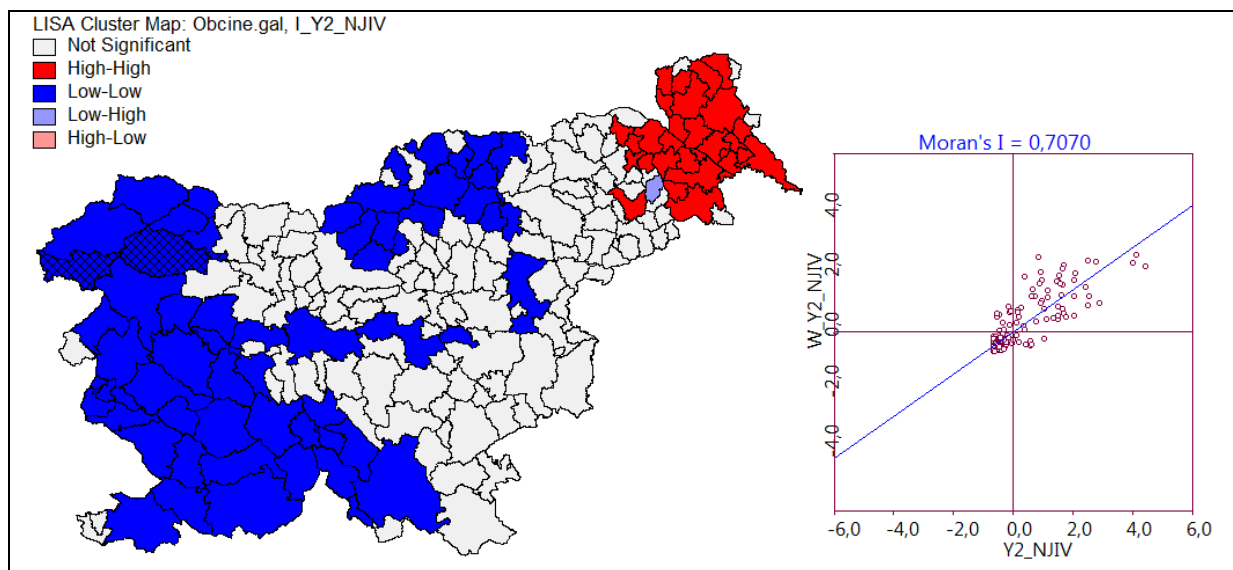 LISA Cluster Map: Obcine.gal, I_Y2_NJIV
Not Significant
High-High
Low-Low
Low-High
High-Low
Moran's I = 0,7070
4,0
2,0
0,0
-2,0
-4,0
W_Y2_NJIV
-6,0 -4,0 -2,0 0,0 2,0 4,0 6,0
Y2_NJIV